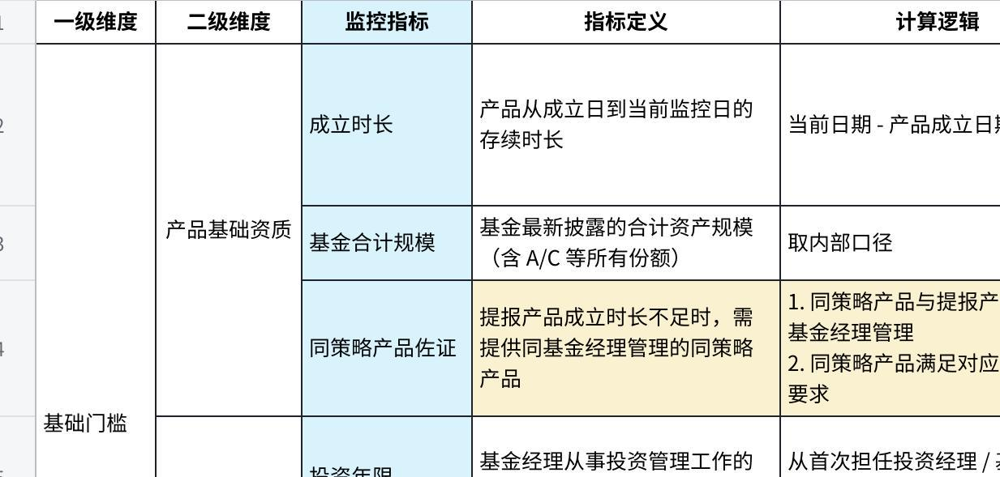 一级维度
二级维度
监控指标
指标定义
计算逻辑
2
成立时长
产品从成立日到当前监控日的
存续时长
当前日期 - 产品成立日
产品基础资质
基金合计规模
基金最新披露的合计资产规模
（含 A/C 等所有份额）
取内部口径
4
同策略产品佐证
提报产品成立时长不足时，需
提供同基金经理管理的同策略
产品
1. 同策略产品与提报产
基金经理管理
2. 同策略产品满足对应
要求
基础门槛
投资年限
基金经理从事投资管理工作的
从首次担任投资经理 /